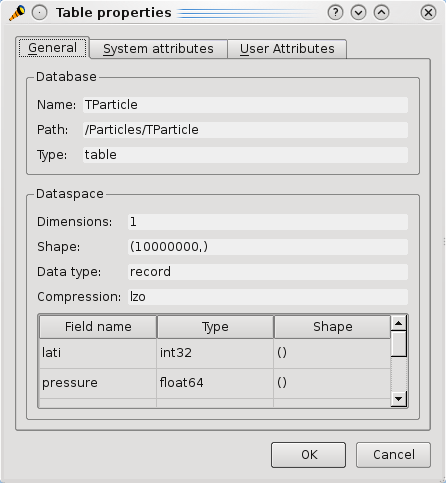 Table properties
General System attributes User Attributes
Database
Name: TParticle
Path: /Particles/TParticle
Type: table
Dataspace
Dimensions: 1
Shape: (10000000,)
Data type: record
Compression: lzo
Field name Type Shape
lati int32 ()
pressure float64 ()
OK Cancel